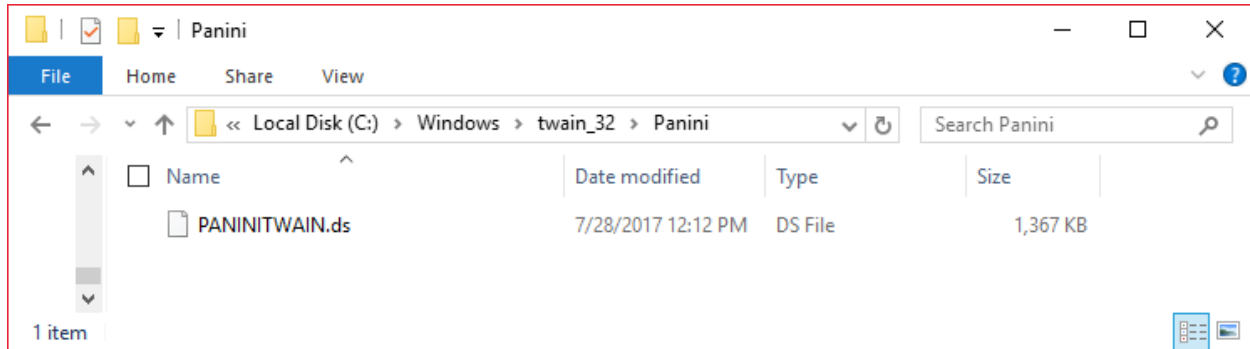 Panini
File Home Share View ?
« Local Disk (C:) › Windows › twain_32 › Panini Search Panini
Name Date modified Type Size
PANINITWAIN.ds 7/28/2017 12:12 PM DS File 1,367 KB
1 item